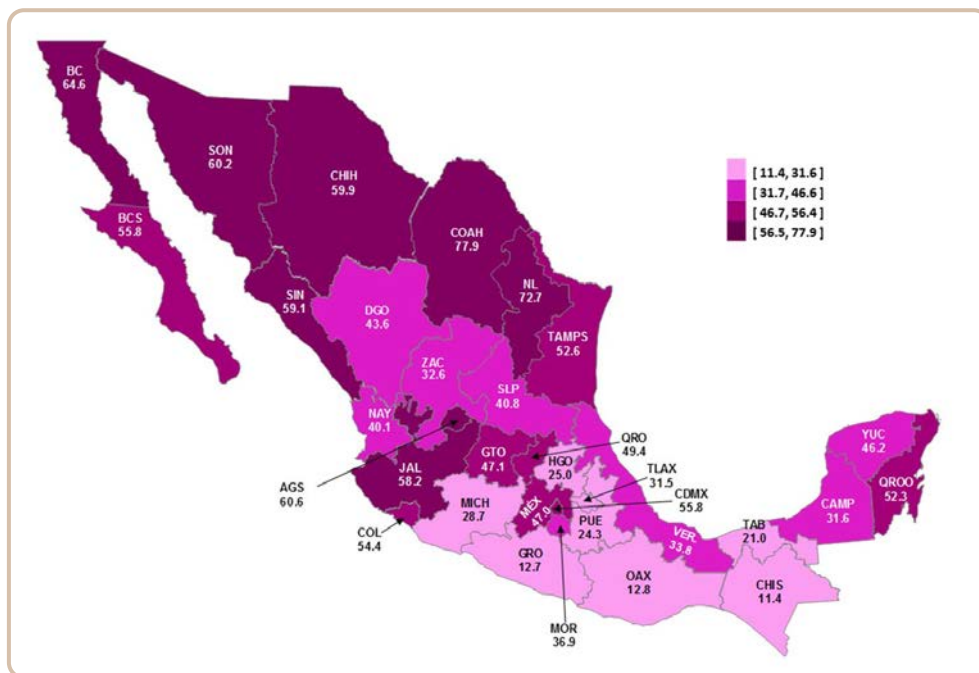 BC
64.6
SON
60.2
CHIH
59.9
BCS
55.8
COAH
77.9
[ 11.4, 31.6 ]
[ 31.7, 46.6 ]
[ 46.7, 56.4 ]
[ 56.5, 77.9 ]
SIN
59.1
NL
72.7
DGO
43.6
TAMPS
52.6
ZAC
32.6
SLP
40.8
NAY
40.1
AGS
60.6
JAL
58.2
GTO
47.1
QRO
49.4
HGO
25.0
TLAX
31.5
CDMX
55.8
YUC
46.2
QROO
52.3
CAMP
31.6
COL
54.4
MICH
28.7
MEX
47.0
PUE
24.3
VER.
33.8
TAB
21.0
GRO
12.7
OAX
12.8
CHIS
11.4
MOR
36.9